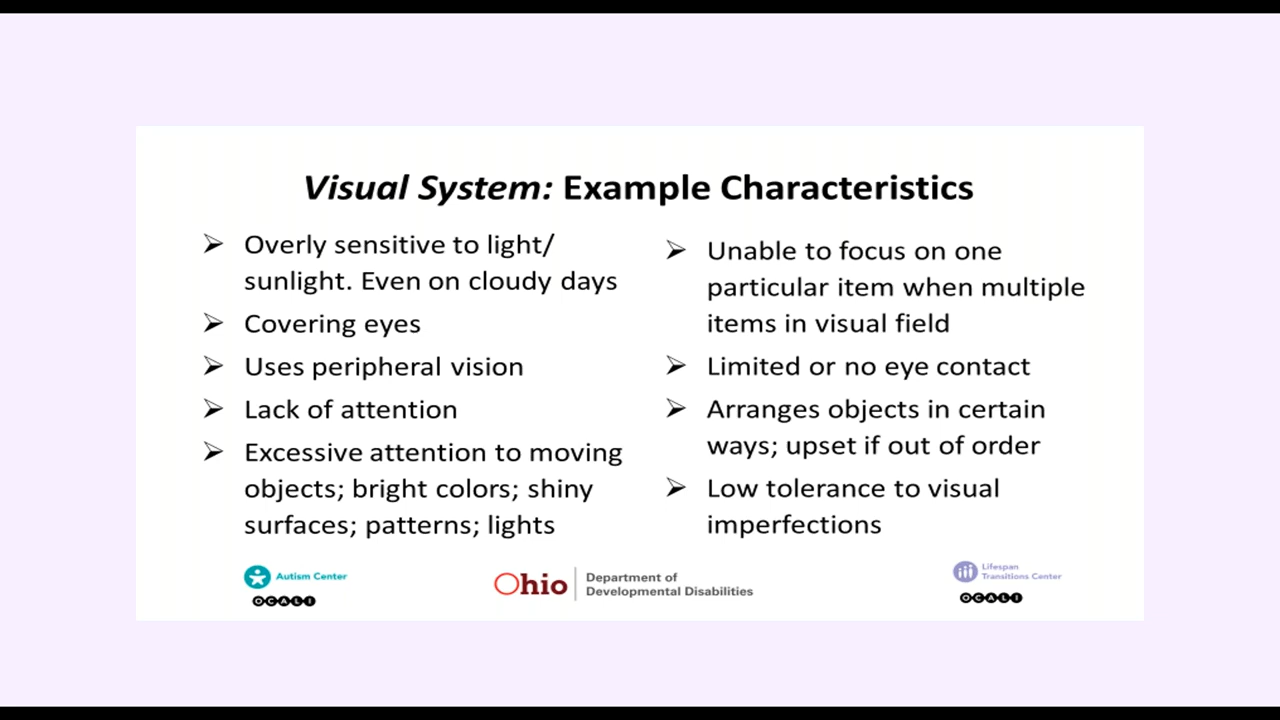 Visual System: Example Characteristics
➢ Overly sensitive to light/
sunlight. Even on cloudy days
➢ Covering eyes
➢ Uses peripheral vision
➢ Lack of attention
➢ Excessive attention to moving
objects; bright colors; shiny
surfaces; patterns; lights
➢ Unable to focus on one
particular item when multiple
items in visual field
➢ Limited or no eye contact
➢ Arranges objects in certain
ways; upset if out of order
➢ Low tolerance to visual
imperfections
Autism Center
OCALI
Ohio
Department of
Developmental Disabilities
Lifespan
Transitions Center
OCALI